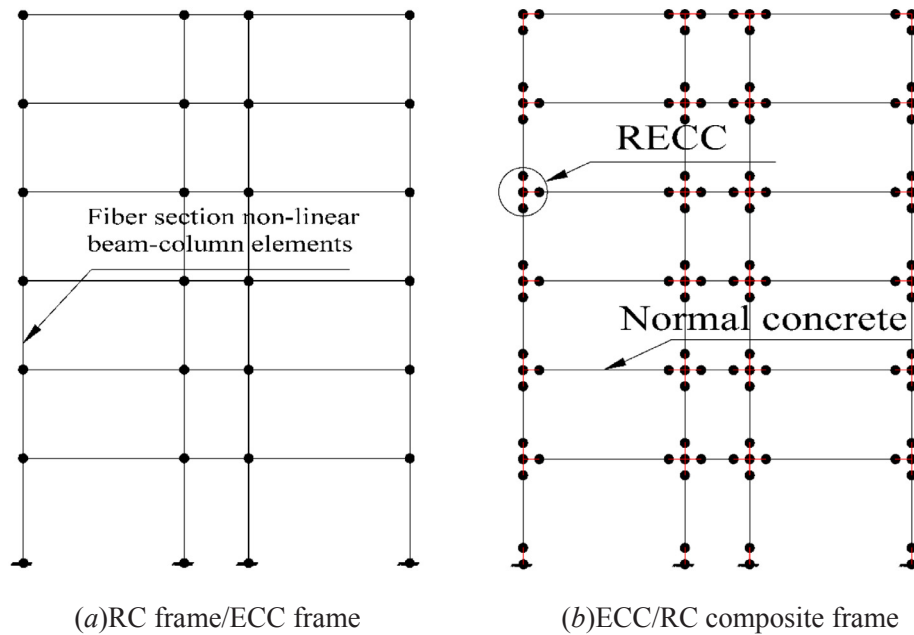 Fiber section non-linear
beam-column elements
RECC
Normal concrete
(a)RC frame/ECC frame
(b)ECC/RC composite frame